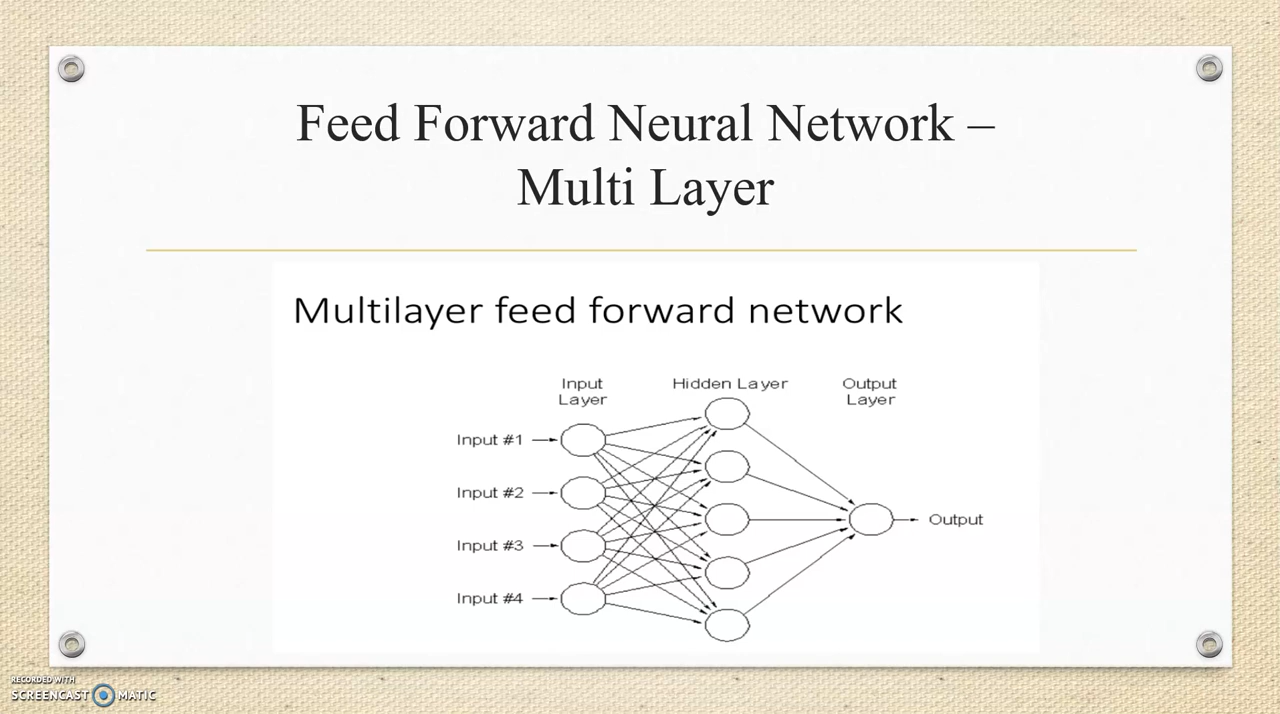 Feed Forward Neural Network –
Multi Layer
Multilayer feed forward network
Input
Layer
Hidden Layer
Output
Layer
Input #1
Input #2
Input #3
Input #4
Output
RECORDED WITH
SCREENCAST MATIC